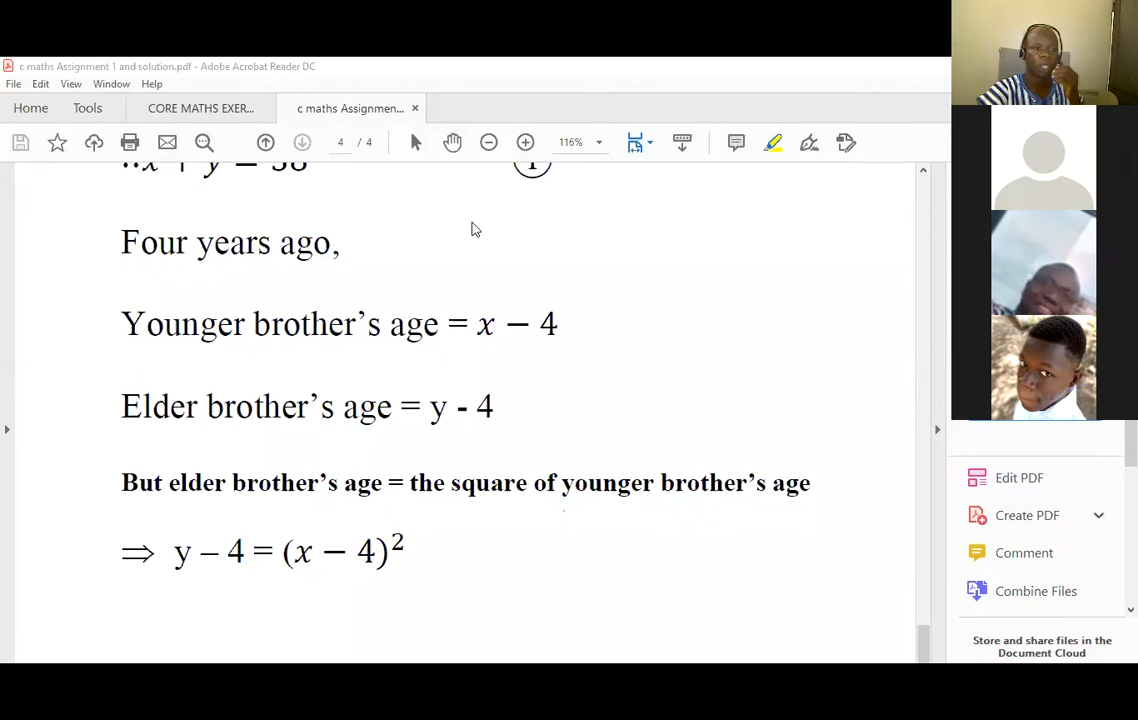 c maths Assignment 1 and solution.pdf - Adobe Acrobat Reader DC
File Edit View Window Help
Home Tools CORE MATHS EXER... c maths Assignmen... ×
4 / 4 116%
∴x + y = 38 1
Four years ago,
Younger brother’s age = x − 4
Elder brother’s age = y - 4
But elder brother’s age = the square of younger brother’s age
⇒ y – 4 = (x − 4)²
Edit PDF
Create PDF
Comment
Combine Files
Store and share files in the
Document Cloud